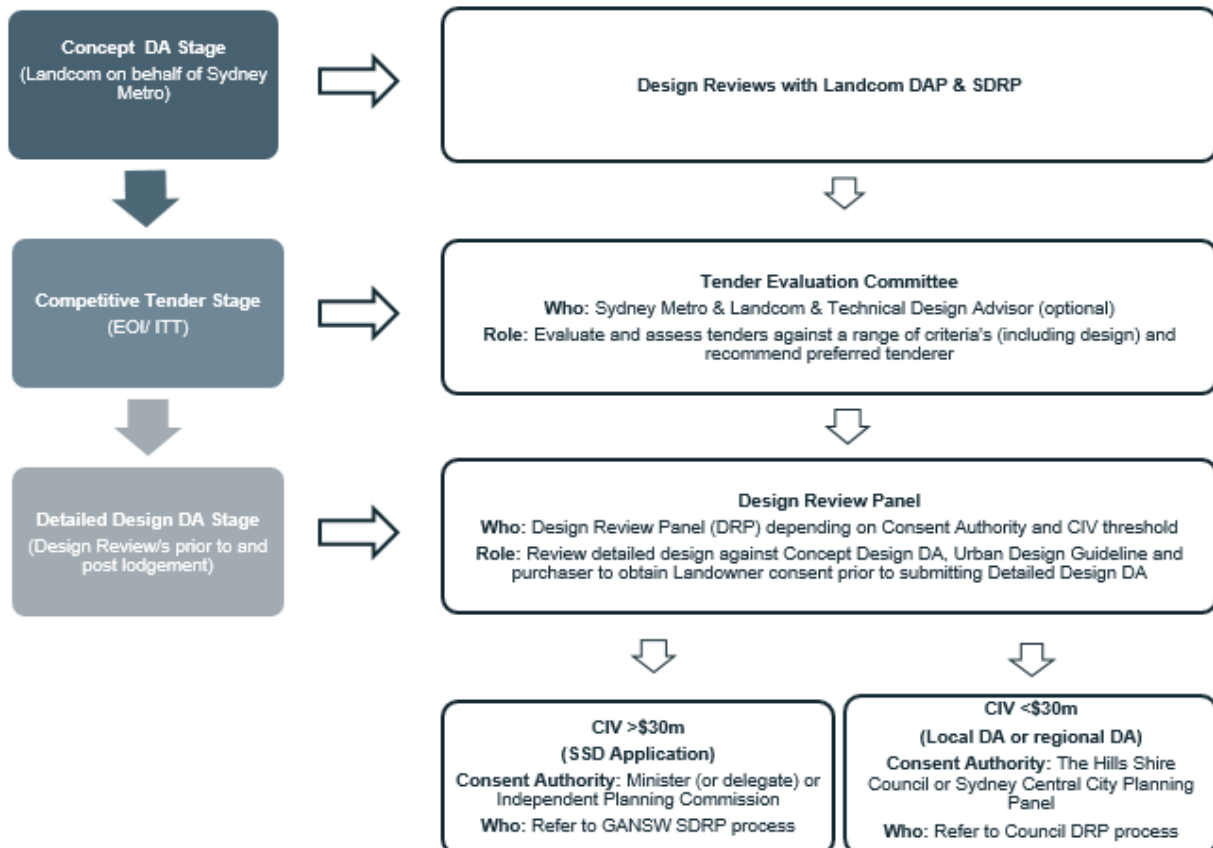 Concept DA Stage
(Landcom on behalf of Sydney
Metro)
Design Reviews with Landcom DAP & SDRP
Competitive Tender Stage
(EOI/ ITT)
Tender Evaluation Committee
Who: Sydney Metro & Landcom & Technical Design Advisor (optional)
Role: Evaluate and assess tenders against a range of criteria's (including design) and
recommend preferred tenderer
Detailed Design DA Stage
(Design Review/s prior to and
post lodgement)
Design Review Panel
Who: Design Review Panel (DRP) depending on Consent Authority and CIV threshold
Role: Review detailed design against Concept Design DA, Urban Design Guideline and
purchaser to obtain Landowner consent prior to submitting Detailed Design DA
CIV >$30m
(SSD Application)
Consent Authority: Minister (or delegate) or
Independent Planning Commission
Who: Refer to GANSW SDRP process
CIV <$30m
(Local DA or regional DA)
Consent Authority: The Hills Shire
Council or Sydney Central City Planning
Panel
Who: Refer to Council DRP process